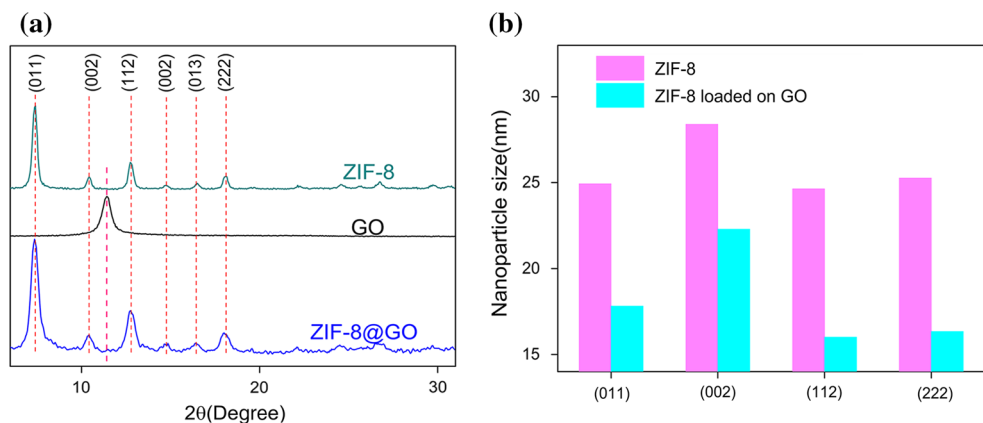 (a)
(011)
(002)
(112)
(002)
(013)
(222)
ZIF-8
GO
ZIF-8@GO
10
20
30
2θ(Degree)
(b)
Nanoparticle size(nm)
30
25
20
15
ZIF-8
ZIF-8 loaded on GO
(011)
(002)
(112)
(222)